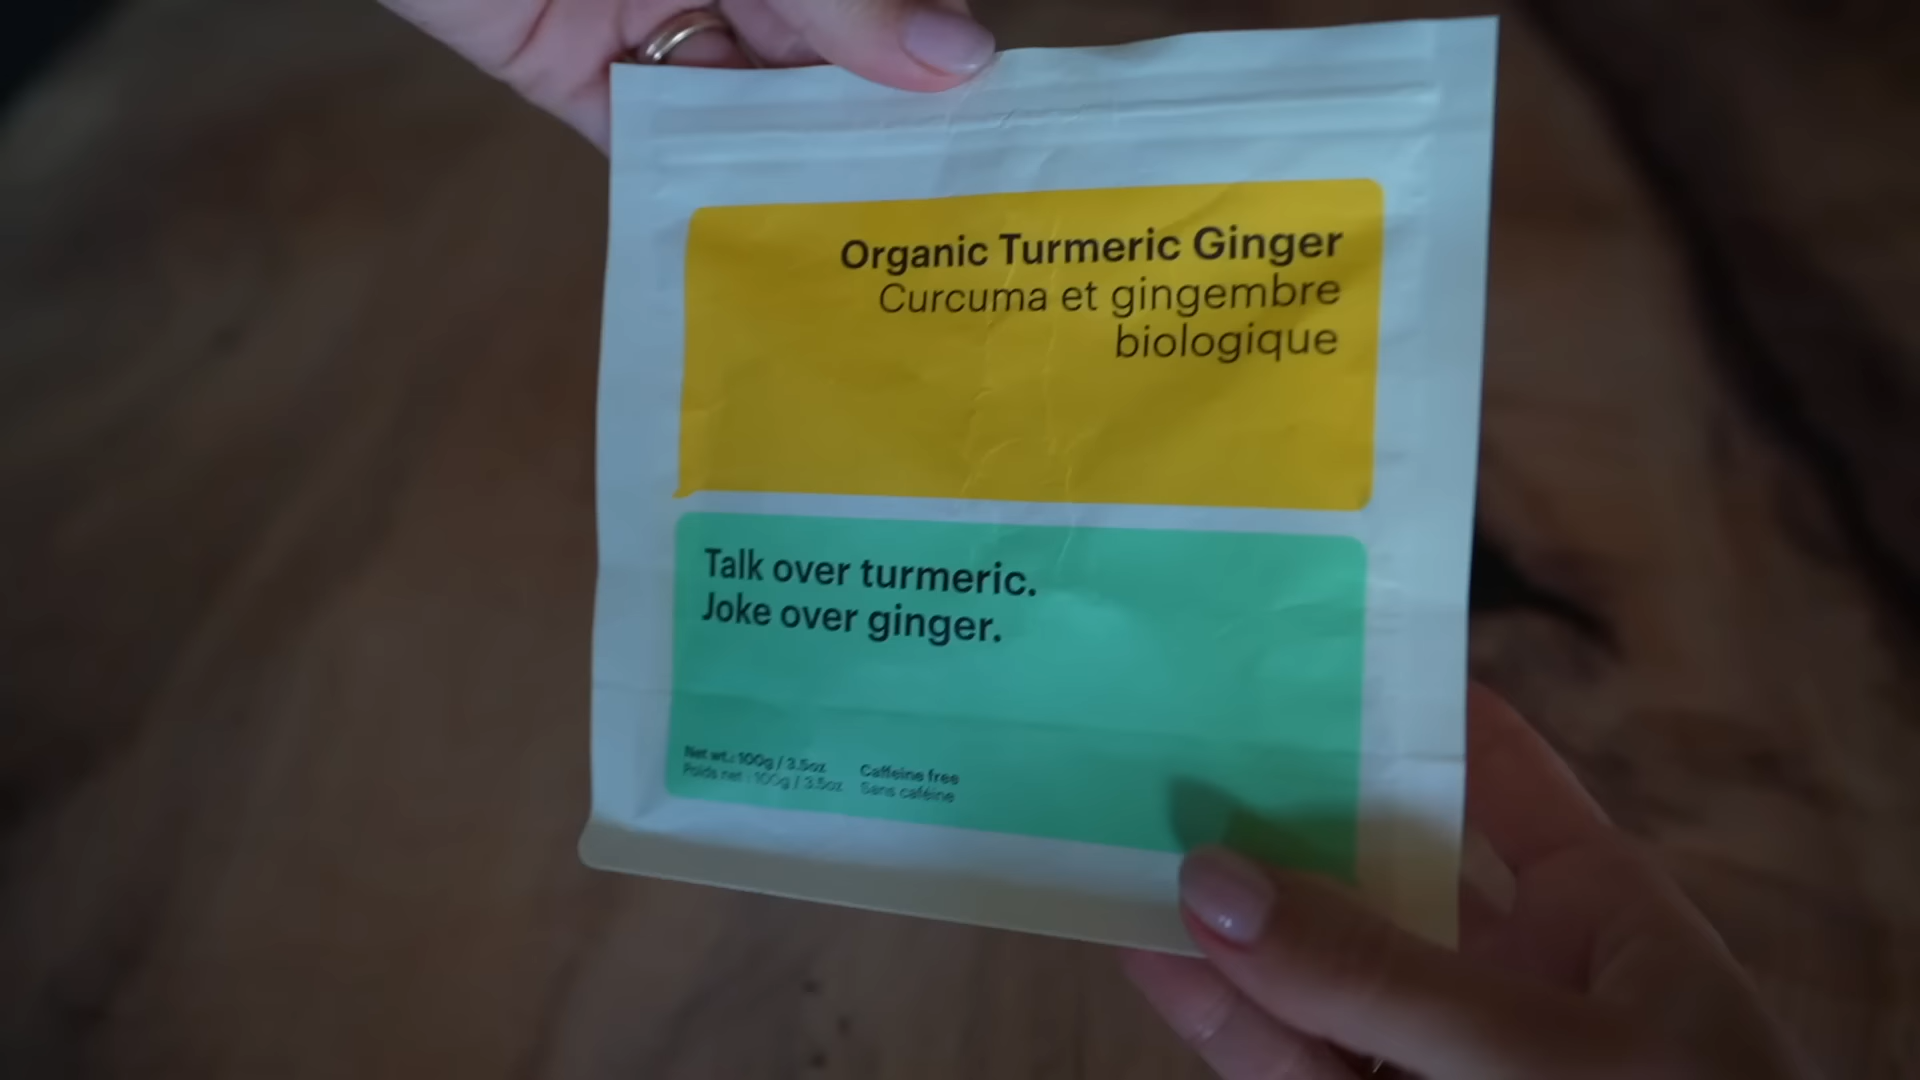 Organic Turmeric Ginger
Curcuma et gingembre
biologique
Talk over turmeric.
Joke over ginger.
Net wt.: 100g / 3.5oz
Poids net : 100g / 3.5oz
Caffeine free
Sans caféine